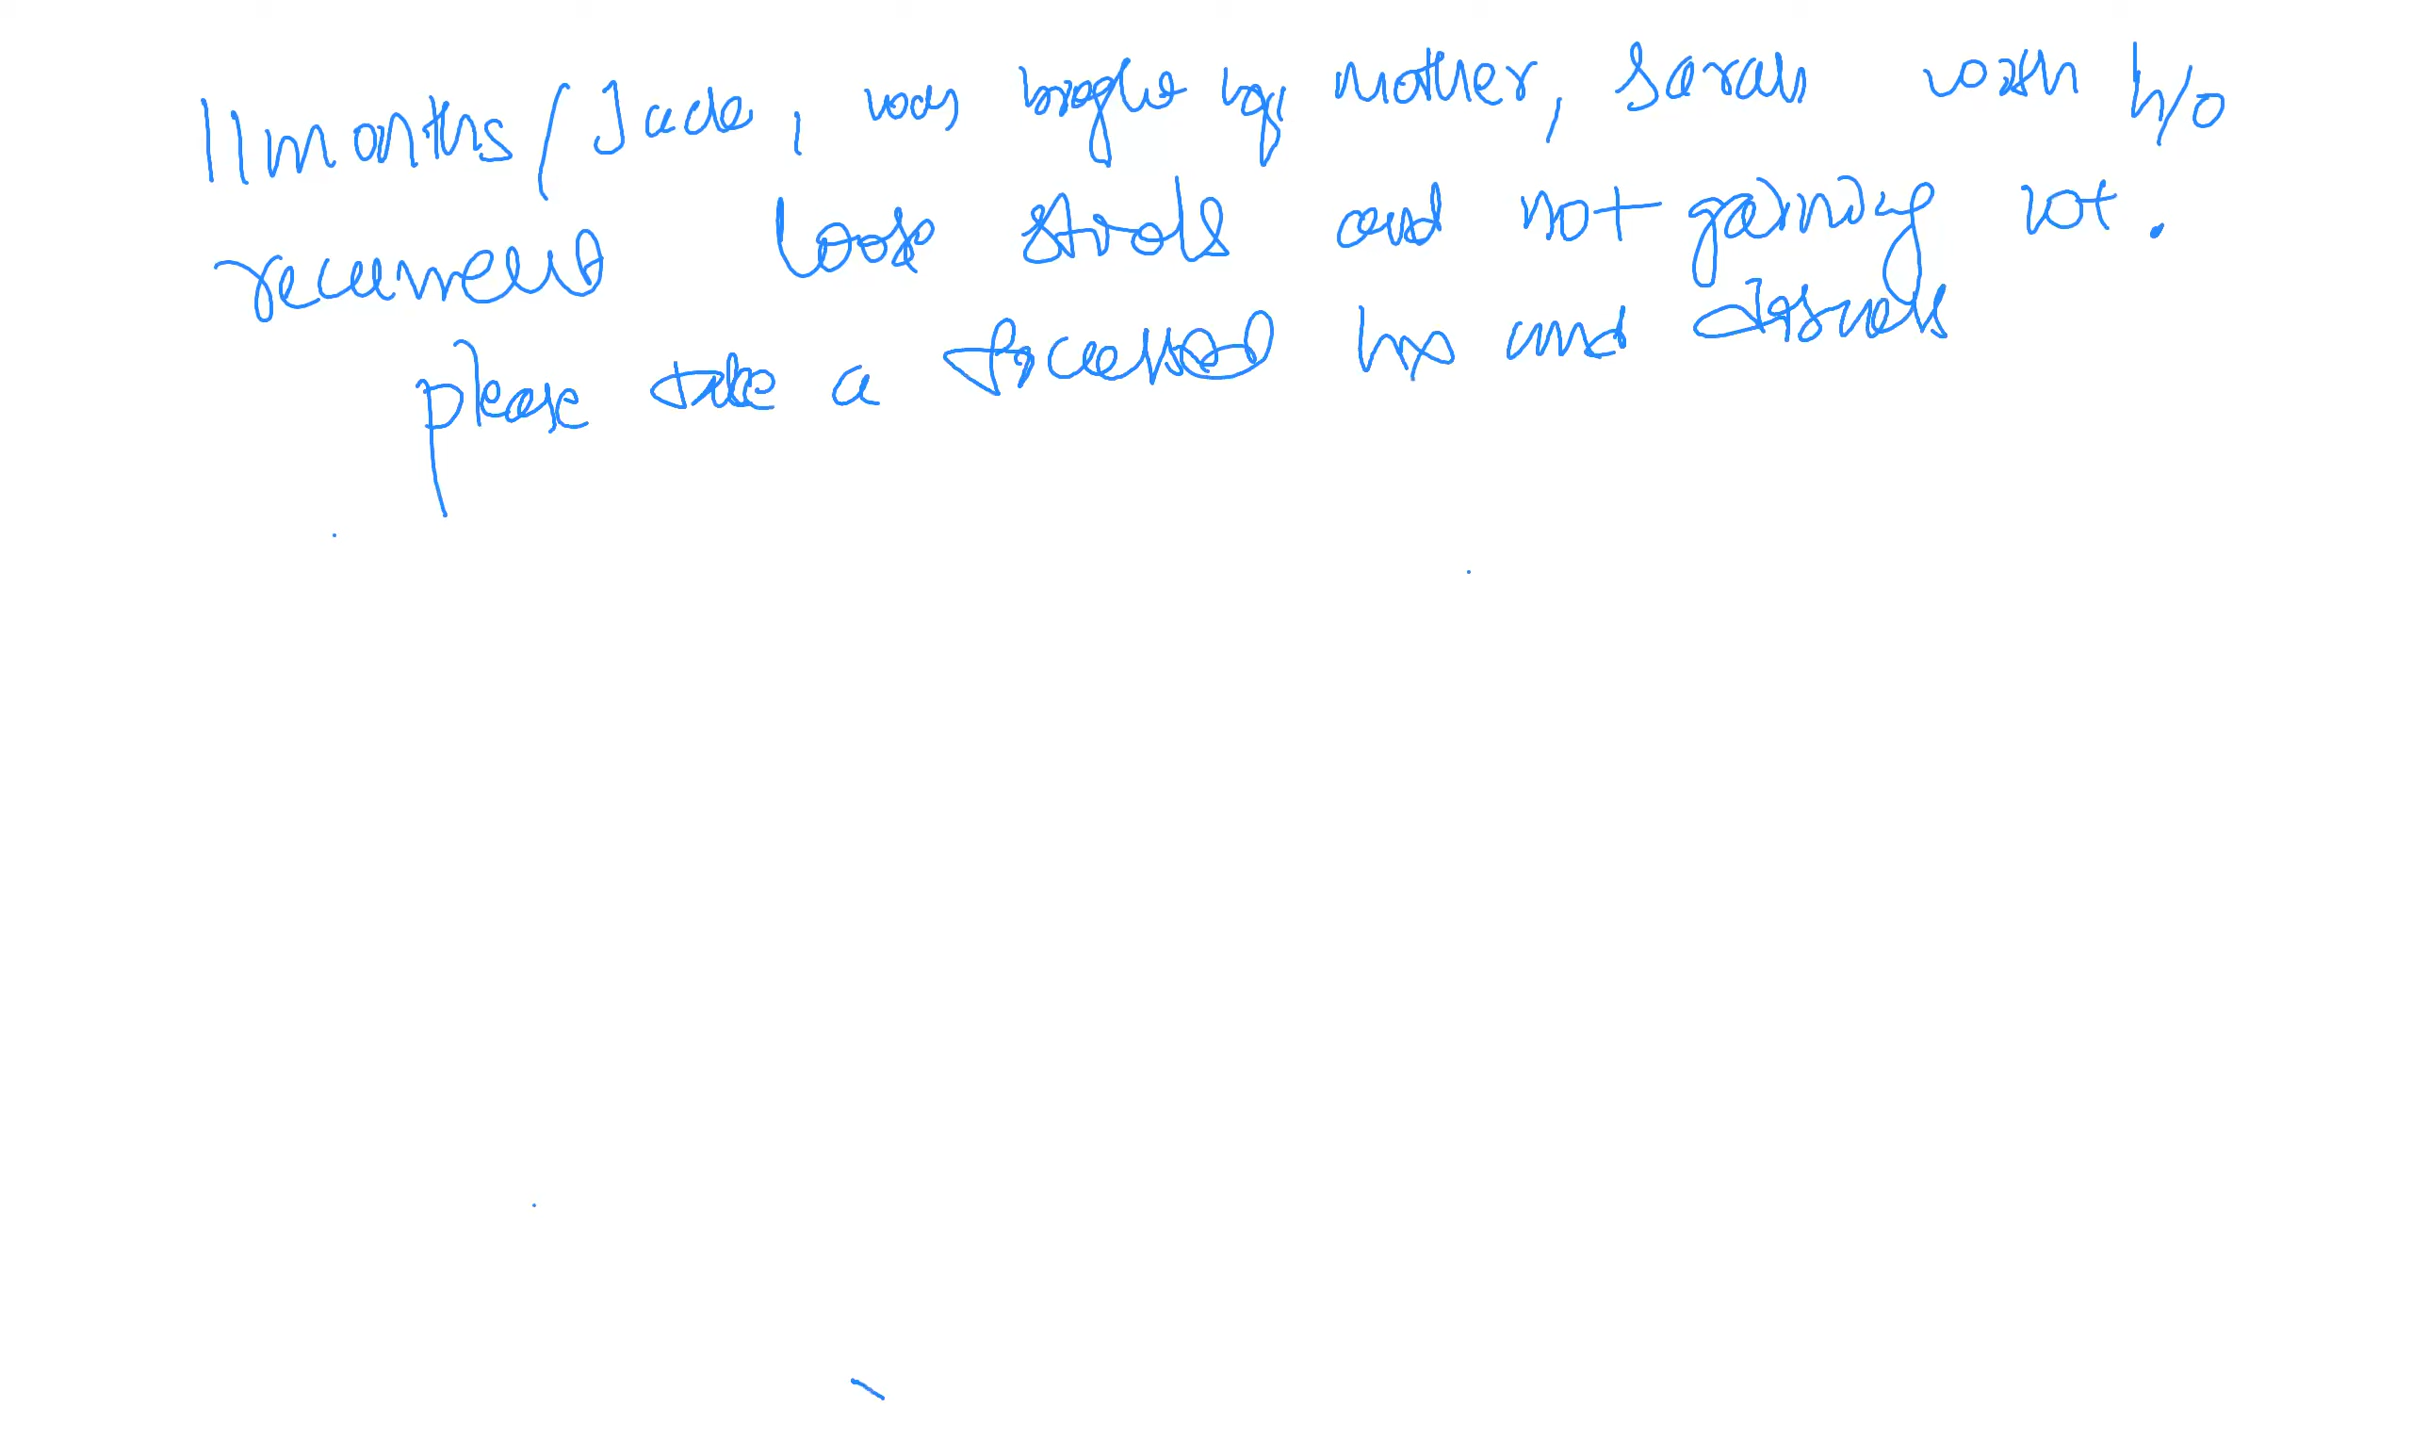 11 months / Jade, was brought by mother, Sarah with h/o
recurrent loose stools and not gaining wt.
please take a focused hx and discuss